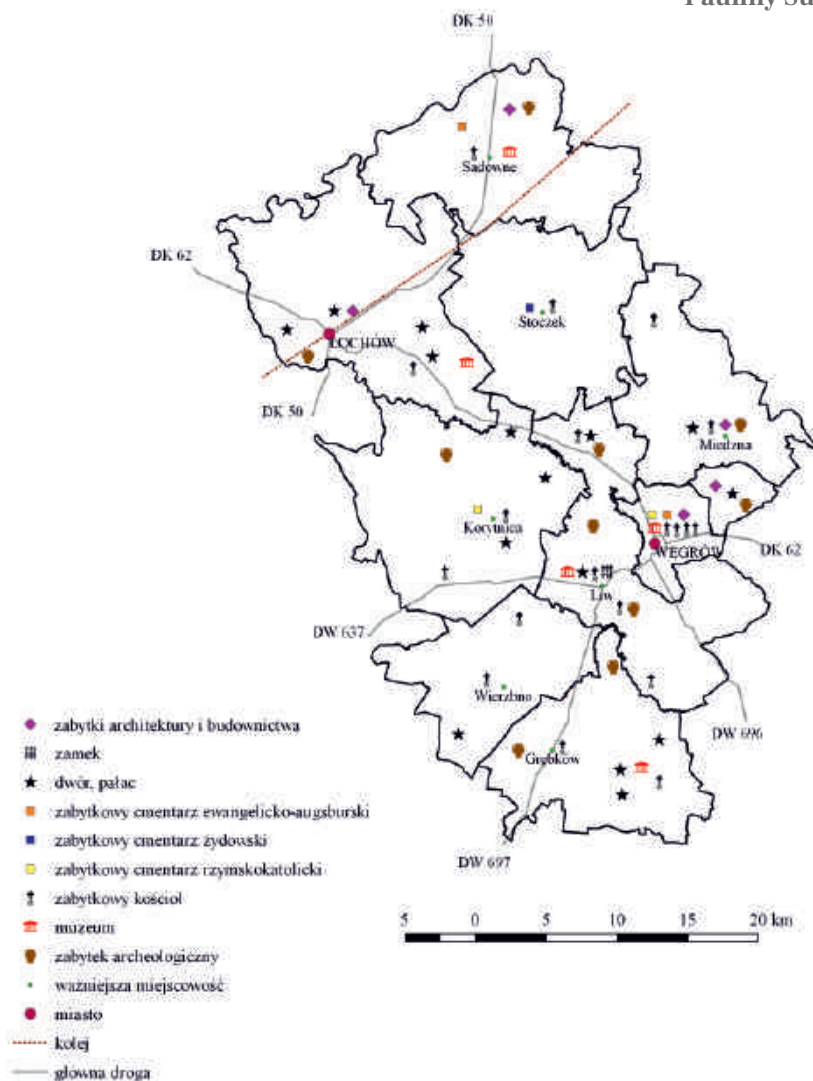 DK 50
Sadowne
DK 62
Stoczek
ŁOCHÓW
DK 50
Miedzna
Korytnica
WĘGRÓW
DK 62
Liw
DW 637
Wierzbno
DW 696
Grębków
DW 697
zabytki architektury i budownictwa
zamek
dwór, pałac
zabytkowy cmentarz ewangelicko-augsburski
zabytkowy cmentarz żydowski
zabytkowy cmentarz rzymskokatolicki
zabytkowy kościół
muzeum
zabytek archeologiczny
ważniejsza miejscowość
miasto
kolej
główna droga
5 0 5 10 15 20 km